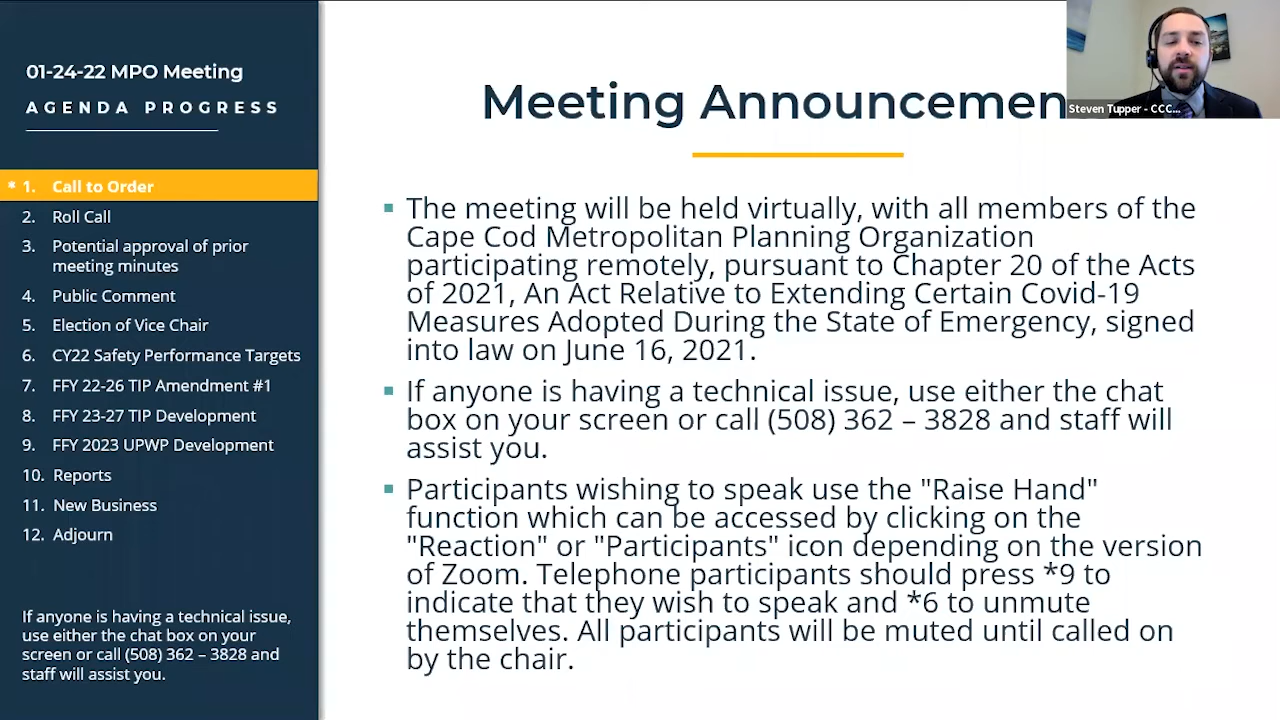 01-24-22 MPO Meeting
AGENDA PROGRESS
* 1. Call to Order
2. Roll Call
3. Potential approval of prior
meeting minutes
4. Public Comment
5. Election of Vice Chair
6. CY22 Safety Performance Targets
7. FFY 22-26 TIP Amendment #1
8. FFY 23-27 TIP Development
9. FFY 2023 UPWP Development
10. Reports
11. New Business
12. Adjourn
If anyone is having a technical issue,
use either the chat box on your
screen or call (508) 362 – 3828 and
staff will assist you.
Meeting Announcemen
▪ The meeting will be held virtually, with all members of the
Cape Cod Metropolitan Planning Organization
participating remotely, pursuant to Chapter 20 of the Acts
of 2021, An Act Relative to Extending Certain Covid-19
Measures Adopted During the State of Emergency, signed
into law on June 16, 2021.
▪ If anyone is having a technical issue, use either the chat
box on your screen or call (508) 362 – 3828 and staff will
assist you.
▪ Participants wishing to speak use the "Raise Hand"
function which can be accessed by clicking on the
"Reaction" or "Participants" icon depending on the version
of Zoom. Telephone participants should press *9 to
indicate that they wish to speak and *6 to unmute
themselves. All participants will be muted until called on
by the chair.
Steven Tupper - CCC...